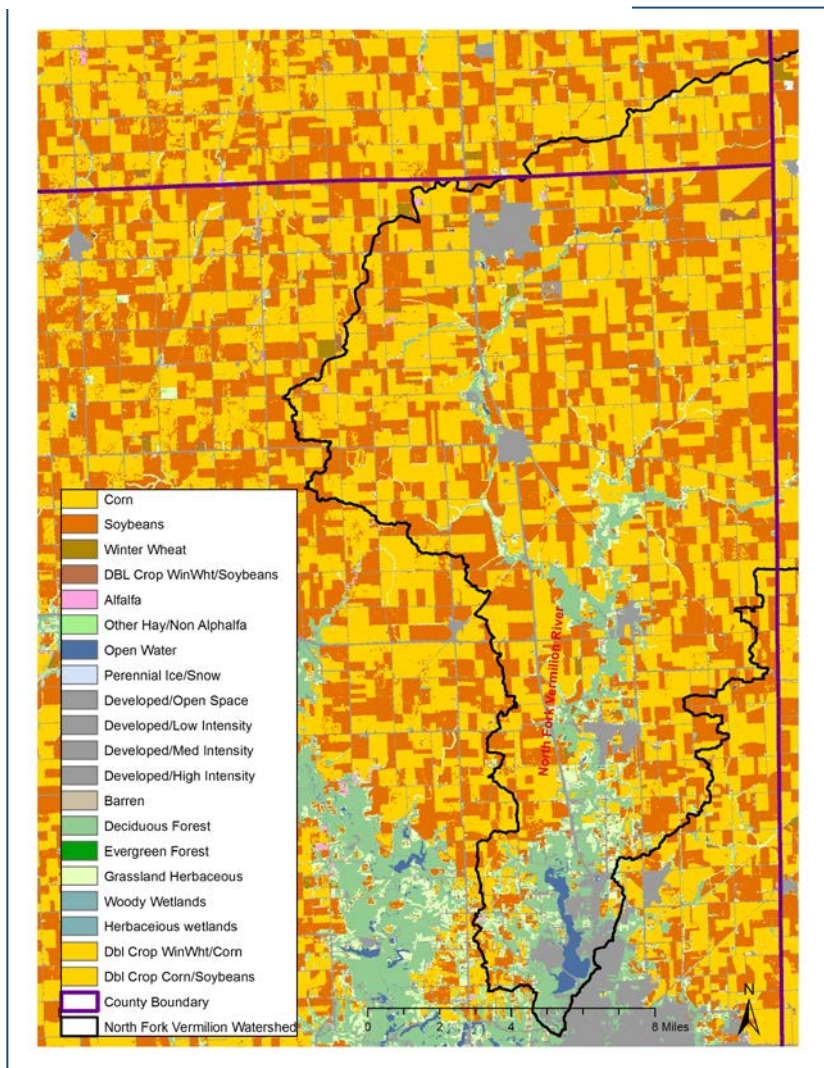 Corn
Soybeans
Winter Wheat
DBL Crop WinWht/Soybeans
Alfalfa
Other Hay/Non Alphalfa
Open Water
Perennial Ice/Snow
Developed/Open Space
Developed/Low Intensity
Developed/Med Intensity
Developed/High Intensity
Barren
Deciduous Forest
Evergreen Forest
Grassland Herbaceous
Woody Wetlands
Herbaceious wetlands
Dbl Crop WinWht/Corn
Dbl Crop Corn/Soybeans
County Boundary
North Fork Vermilion Watershed
North Fork Vermilion River
0 2 4 8 Miles
N